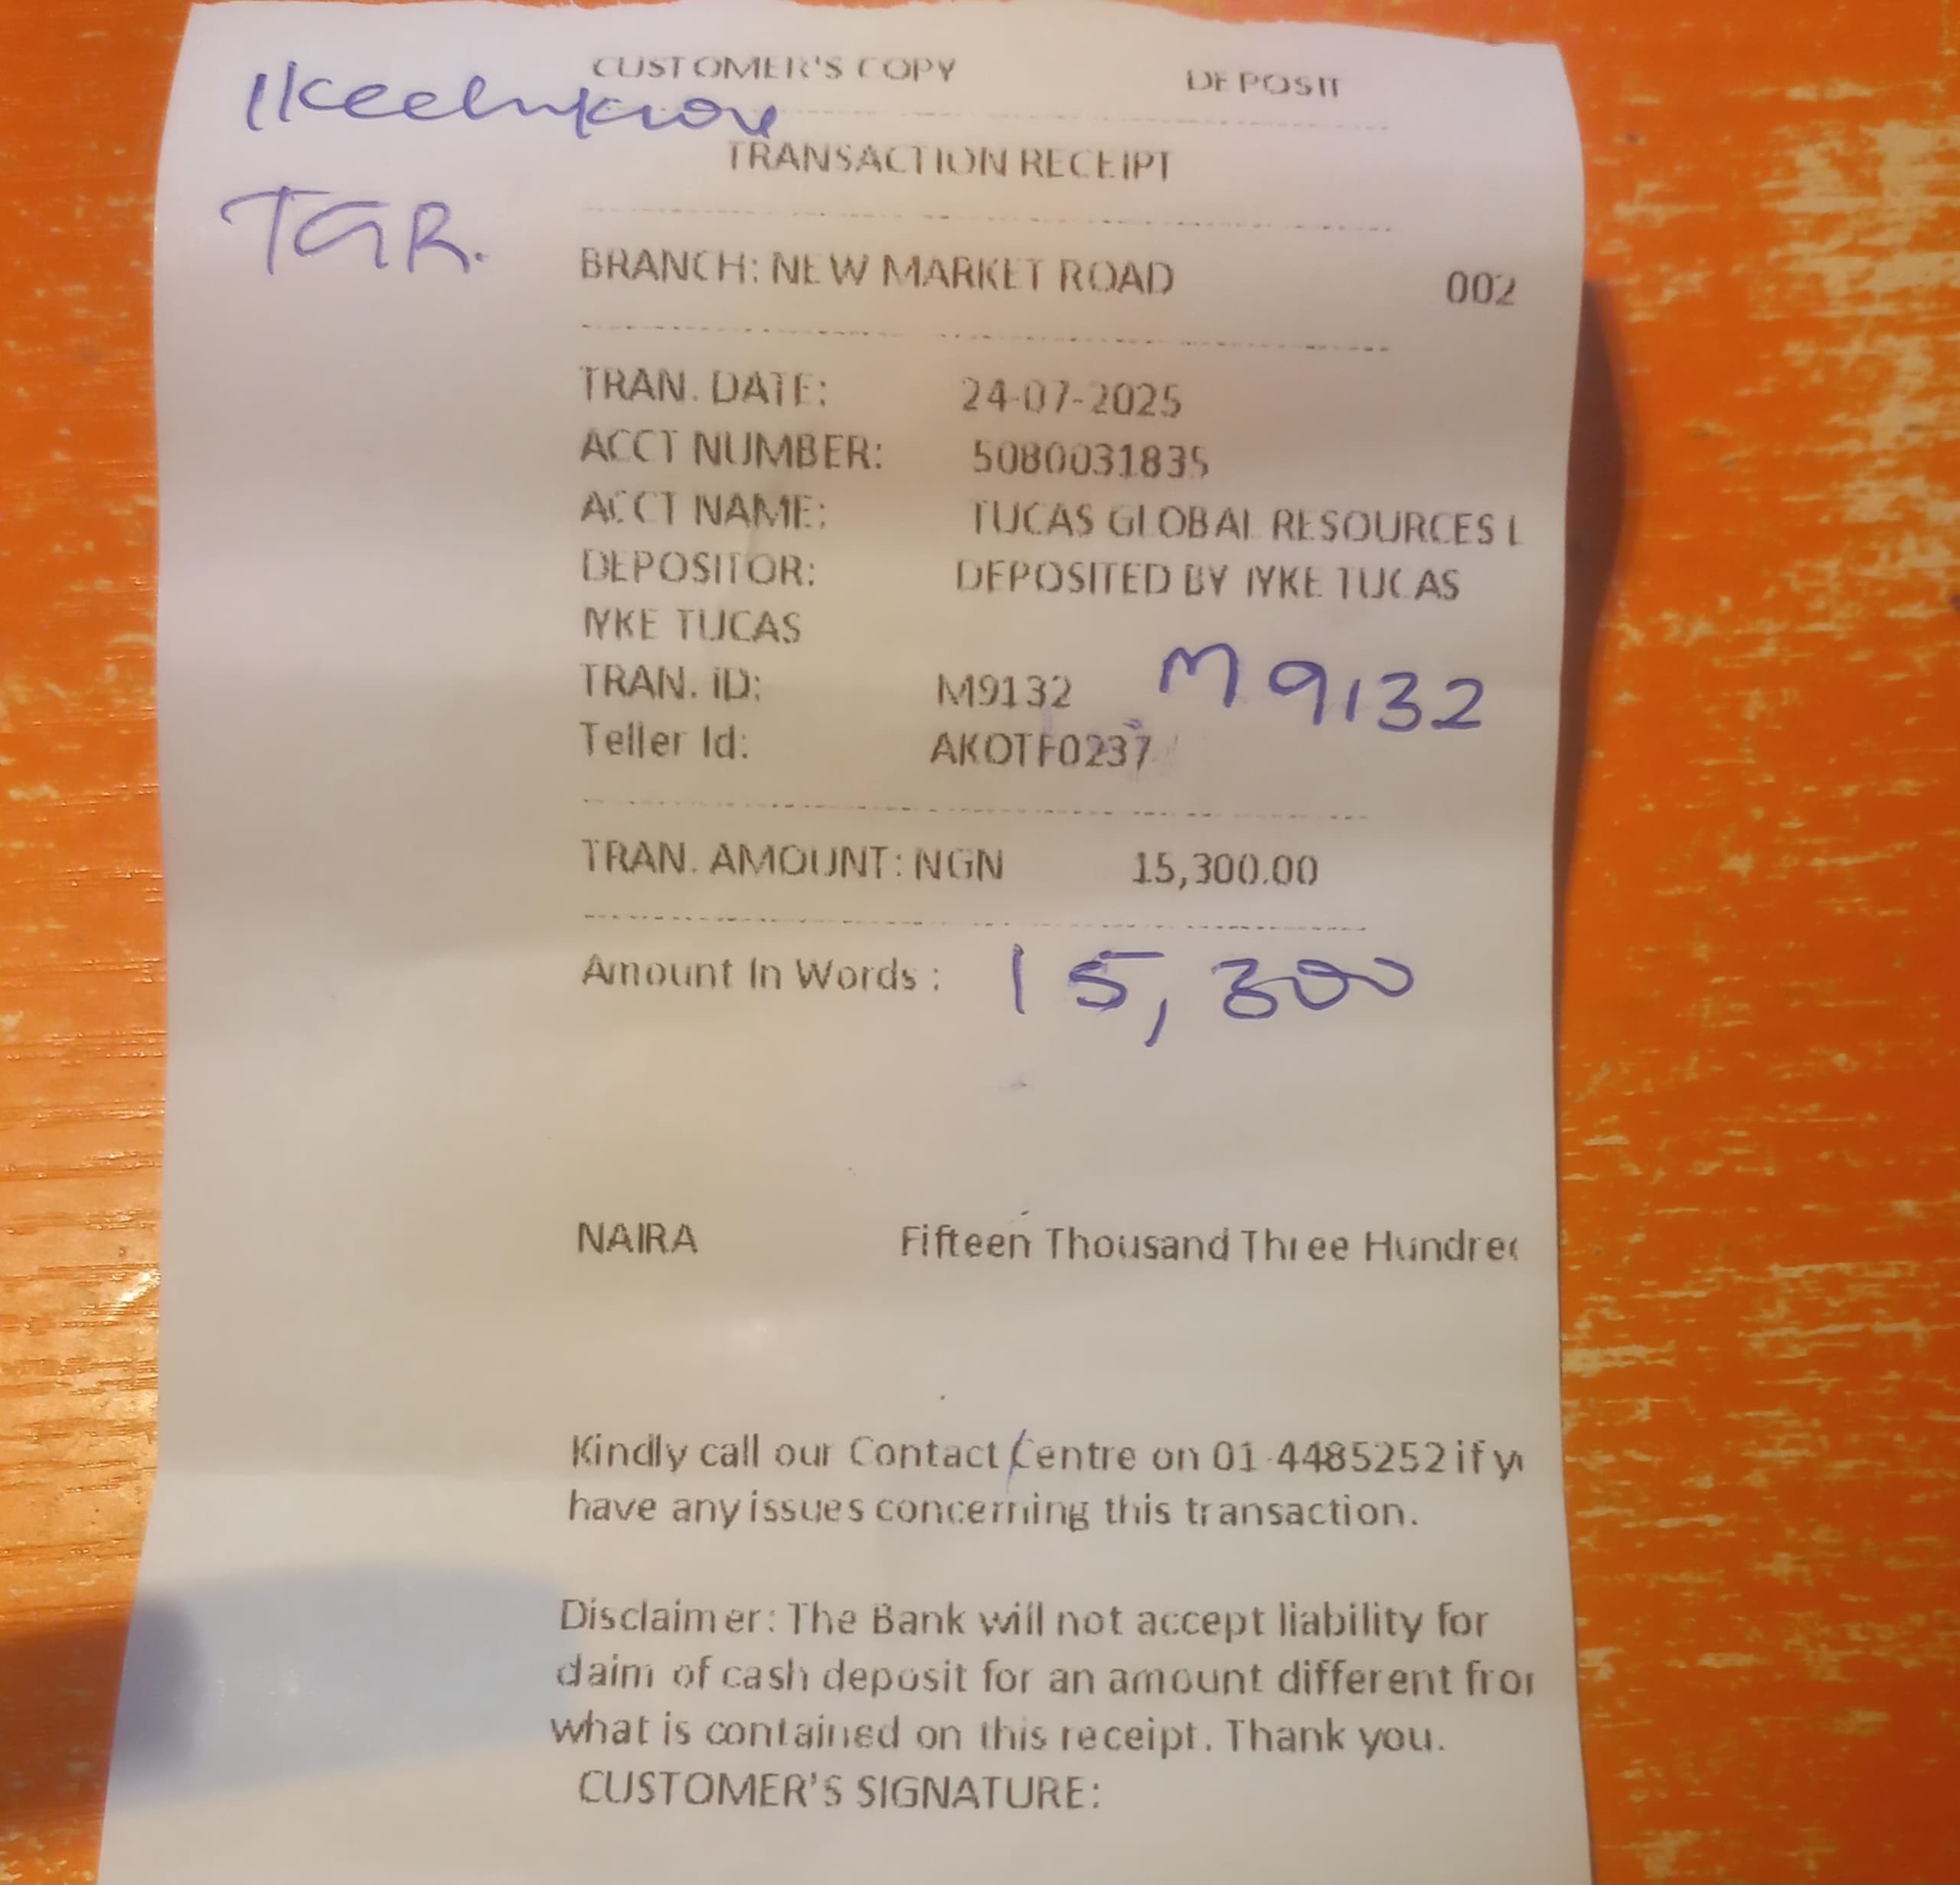 CUSTOMER'S COPY DEPOSIT
Ikechukwu
TRANSACTION RECEIPT
TGR.
BRANCH: NEW MARKET ROAD 002
TRAN. DATE: 24-07-2025
ACCT NUMBER: 5080031835
ACCT NAME: TUCAS GLOBAL RESOURCES L
DEPOSITOR: DEPOSITED BY IYKE TUCAS
IYKE TUCAS
TRAN. ID: M9132 M9132
Teller Id: AKOTF0237
TRAN. AMOUNT: NGN 15,300.00
Amount In Words : 15,300
NAIRA Fifteen Thousand Three Hundred
Kindly call our Contact Centre on 01-4485252 if
have any issues concerning this transaction.
Disclaimer: The Bank will not accept liability for
claim of cash deposit for an amount different from
what is contained on this receipt. Thank you.
CUSTOMER'S SIGNATURE: